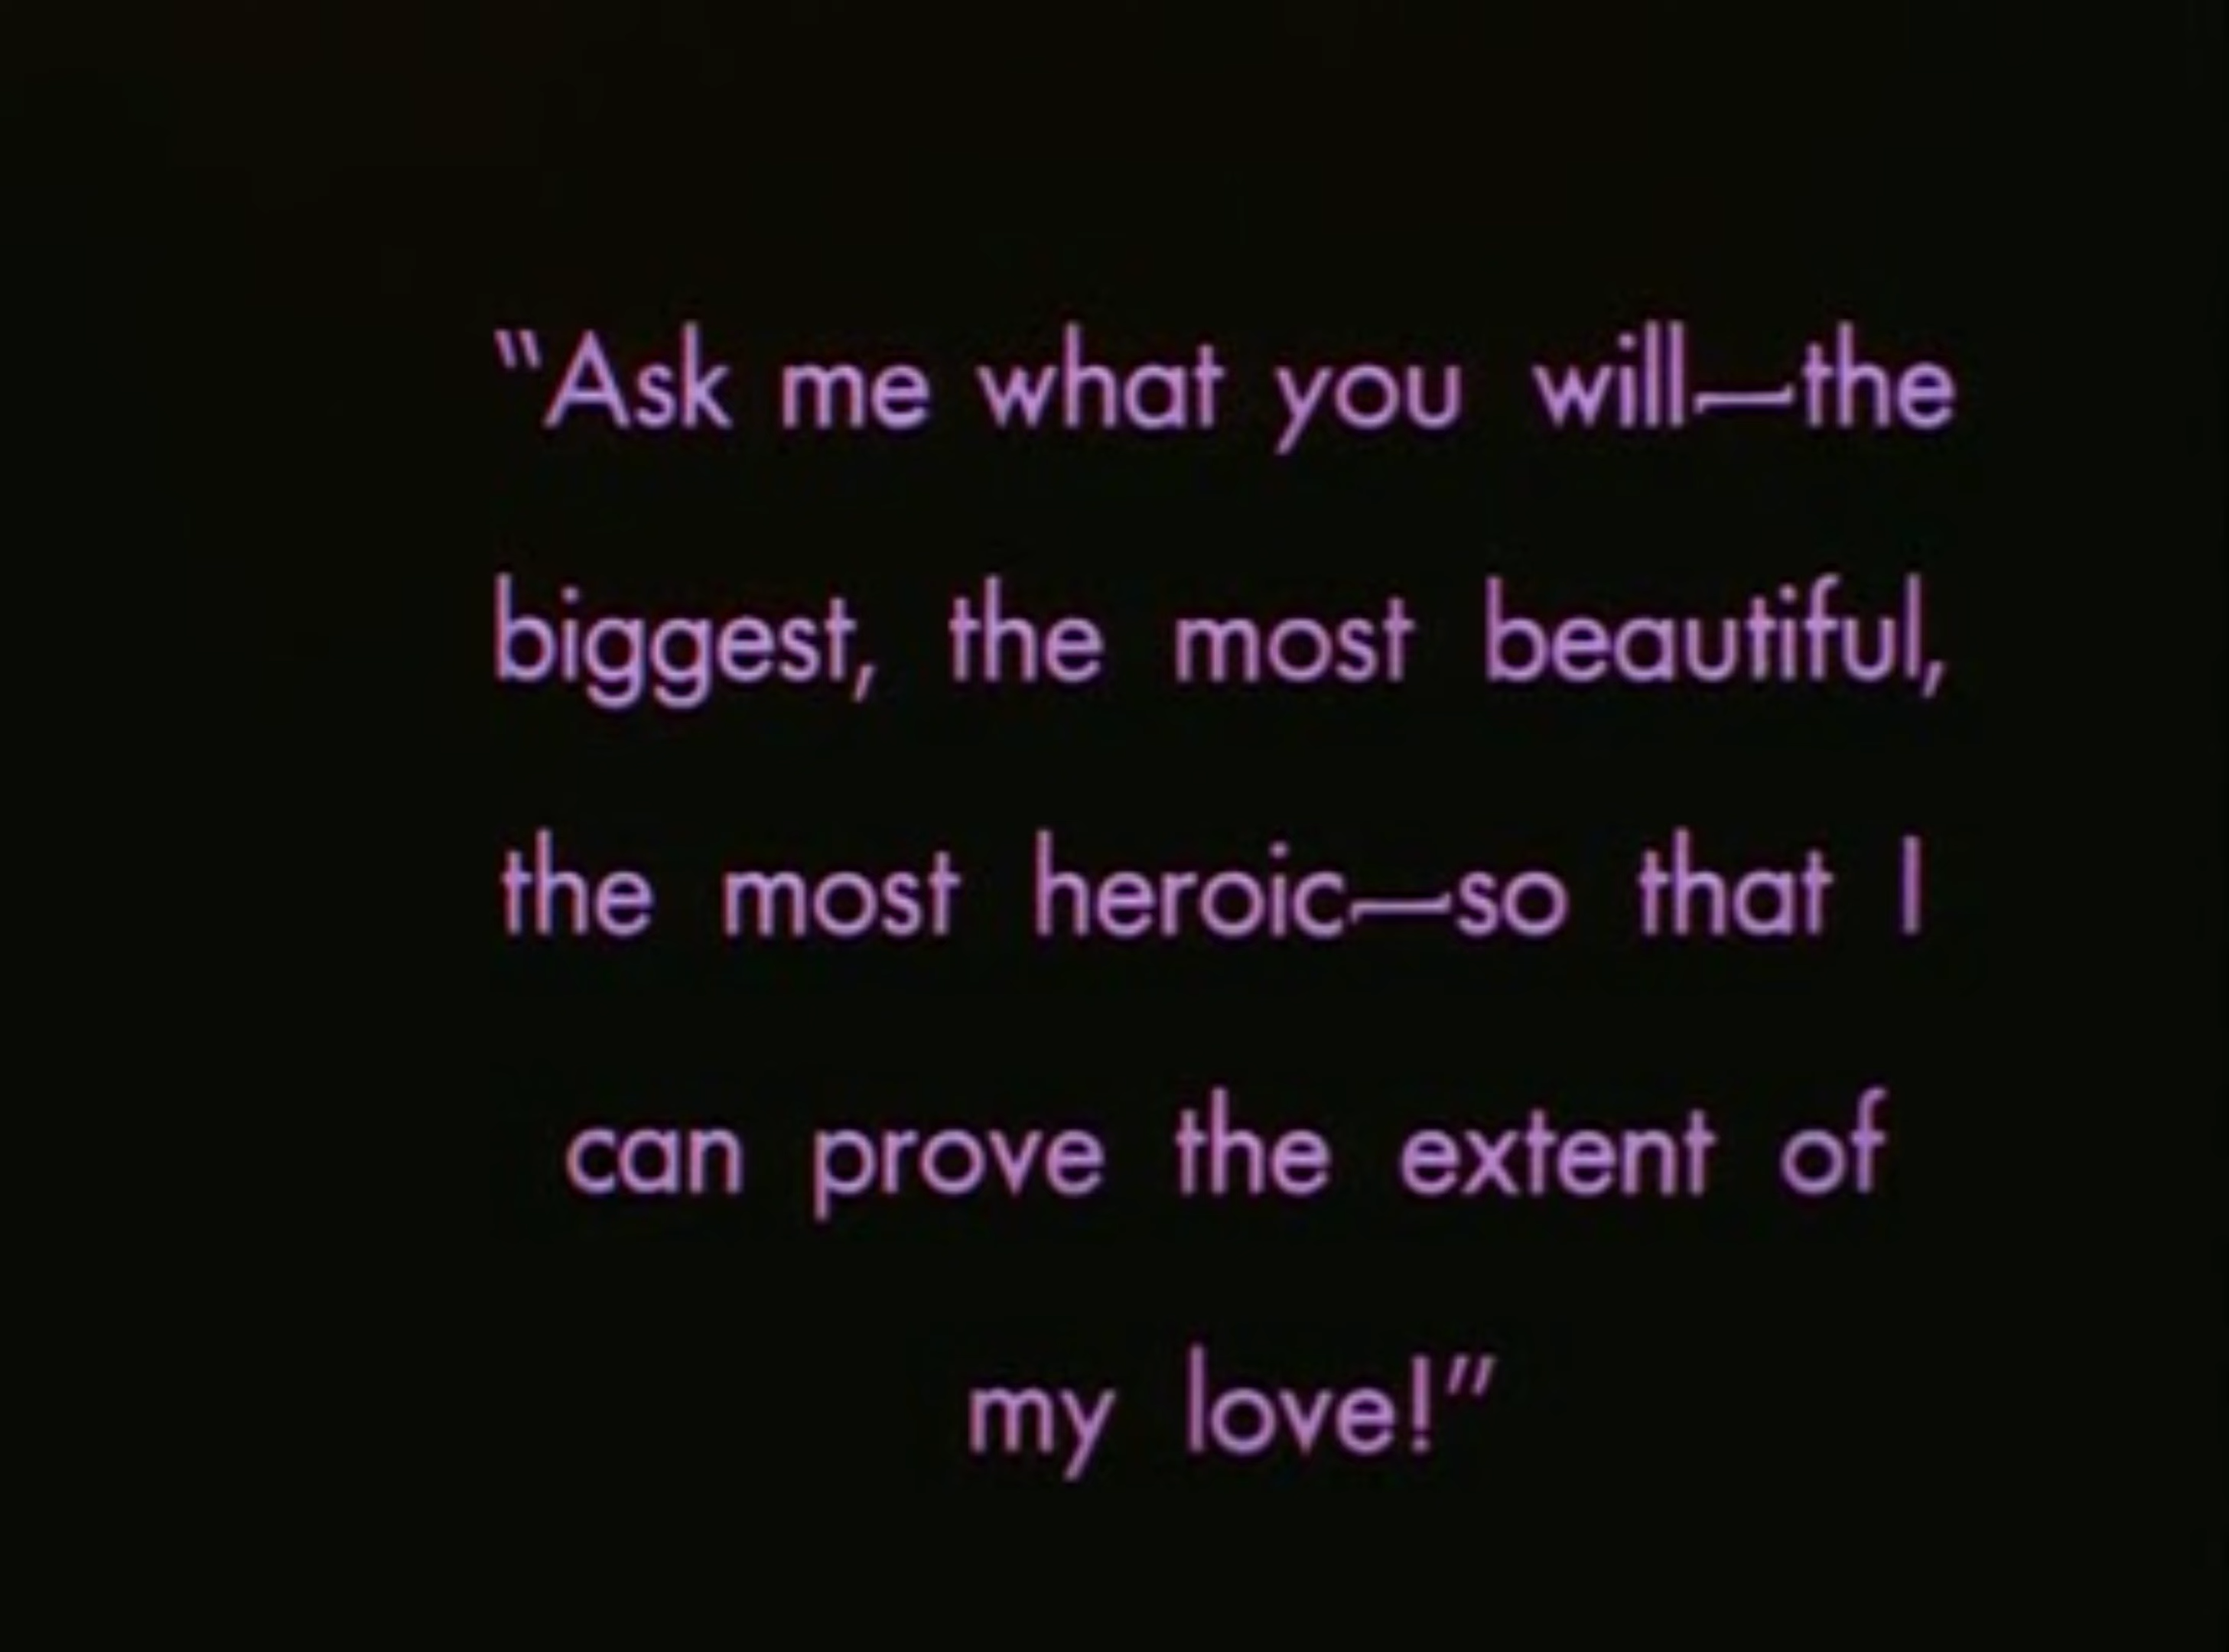 “Ask me what you will—the
biggest, the most beautiful,
the most heroic—so that I
can prove the extent of
my love!”